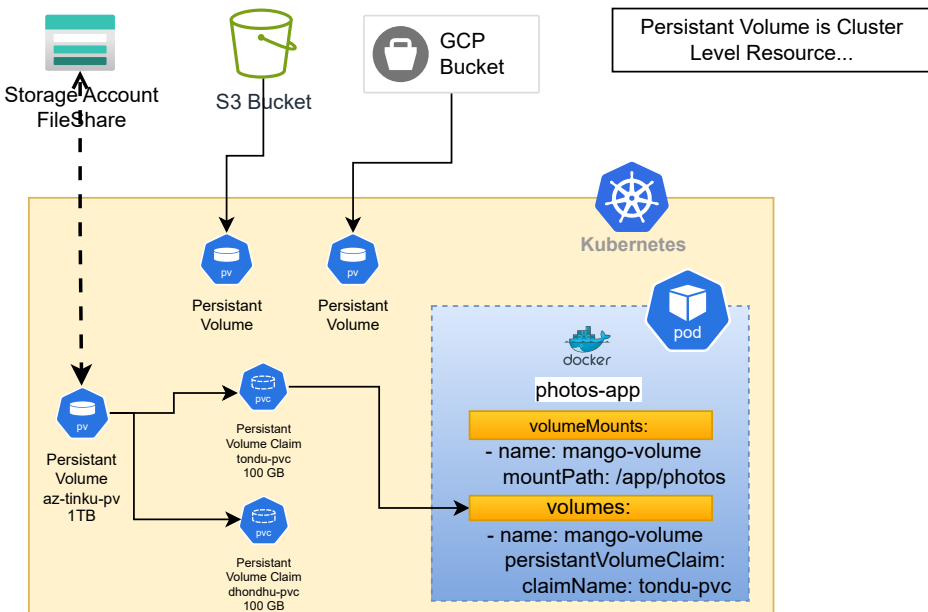 Storage Account
FileShare
S3 Bucket
GCP
Bucket
Persistant Volume is Cluster
Level Resource...
Kubernetes
pv
Persistant
Volume
pv
Persistant
Volume
pod
docker
photos-app
volumeMounts:
- name: mango-volume
mountPath: /app/photos
volumes:
- name: mango-volume
persistantVolumeClaim:
claimName: tondu-pvc
pv
Persistant
Volume
az-tinku-pv
1TB
pvc
Persistant
Volume Claim
tondu-pvc
100 GB
pvc
Persistant
Volume Claim
dhondhu-pvc
100 GB